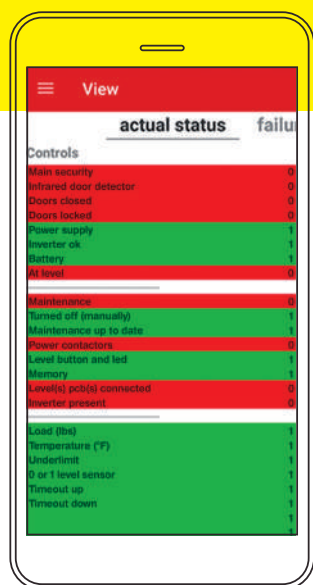 View
actual status failu
Controls
Main security 0
Infrared door detector 0
Doors closed 0
Doors locked 0
Power supply 1
Inverter ok 1
Battery 1
At level 0
Maintenance 0
Turned off (manually) 1
Maintenance up to date 1
Power contactors 0
Level button and led 1
Memory 1
Level(s) pcb(s) connected 0
Inverter present 0
Load (lbs) 1
Temperature (°F) 1
Underlimit 1
0 or 1 level sensor 1
Timeout up 1
Timeout down 1
1
1